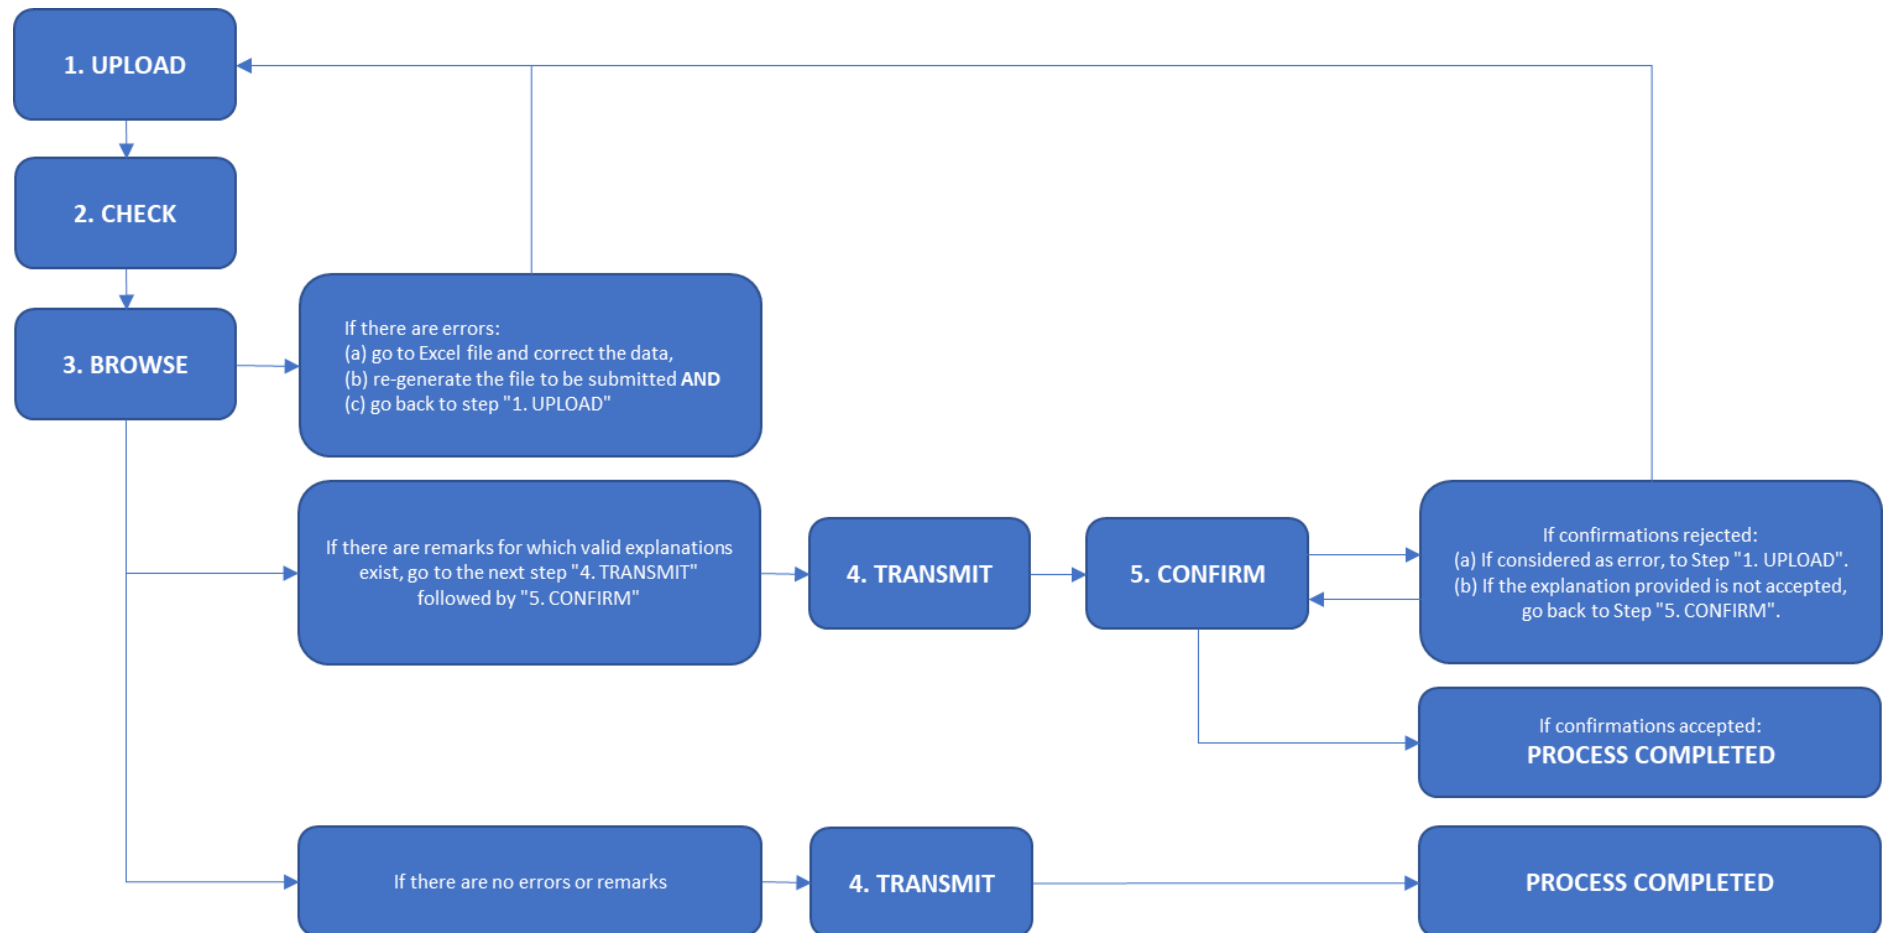 1. UPLOAD
2. CHECK
3. BROWSE
If there are errors:
(a) go to Excel file and correct the data,
(b) re-generate the file to be submitted AND
(c) go back to step "1. UPLOAD"
If there are remarks for which valid explanations
exist, go to the next step "4. TRANSMIT"
followed by "5. CONFIRM"
4. TRANSMIT
5. CONFIRM
If confirmations rejected:
(a) If considered as error, to Step "1. UPLOAD".
(b) If the explanation provided is not accepted,
go back to Step "5. CONFIRM".
If confirmations accepted:
PROCESS COMPLETED
If there are no errors or remarks
4. TRANSMIT
PROCESS COMPLETED